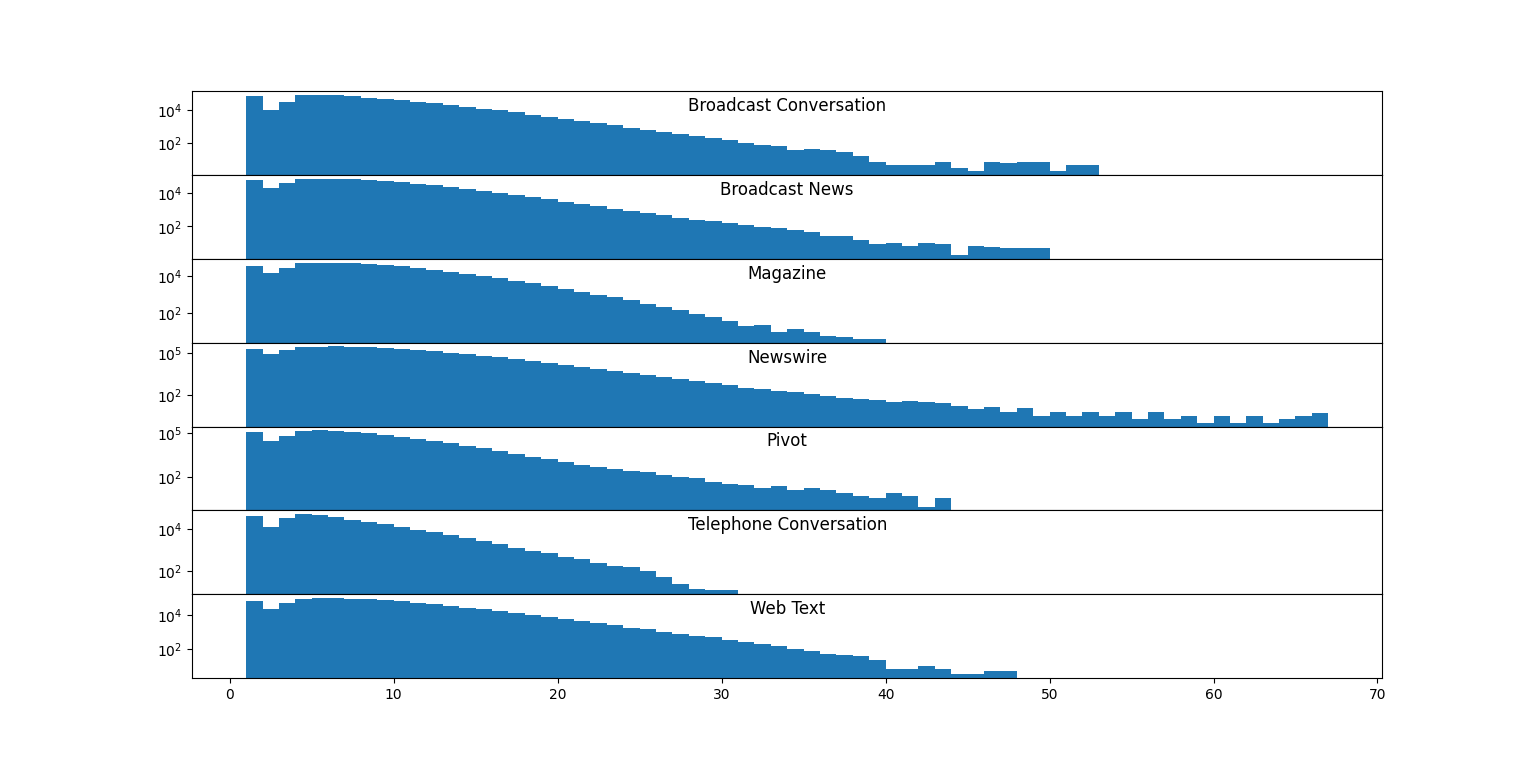 Broadcast Conversation
10^4
10^2
Broadcast News
10^4
10^2
Magazine
10^4
10^2
Newswire
10^5
10^2
Pivot
10^5
10^2
Telephone Conversation
10^4
10^2
Web Text
10^4
10^2
0 10 20 30 40 50 60 70